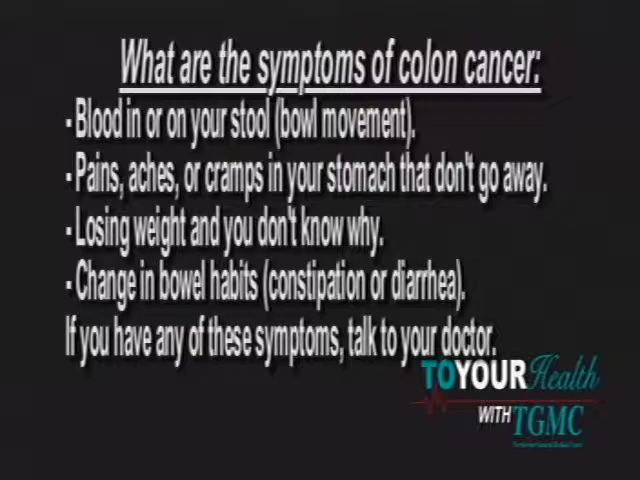 What are the symptoms of colon cancer:
- Blood in or on your stool (bowl movement).
- Pains, aches, or cramps in your stomach that don't go away.
- Losing weight and you don't know why.
- Change in bowel habits (constipation or diarrhea).
If you have any of these symptoms, talk to your doctor.
TOYOUR Health
WITH TGMC